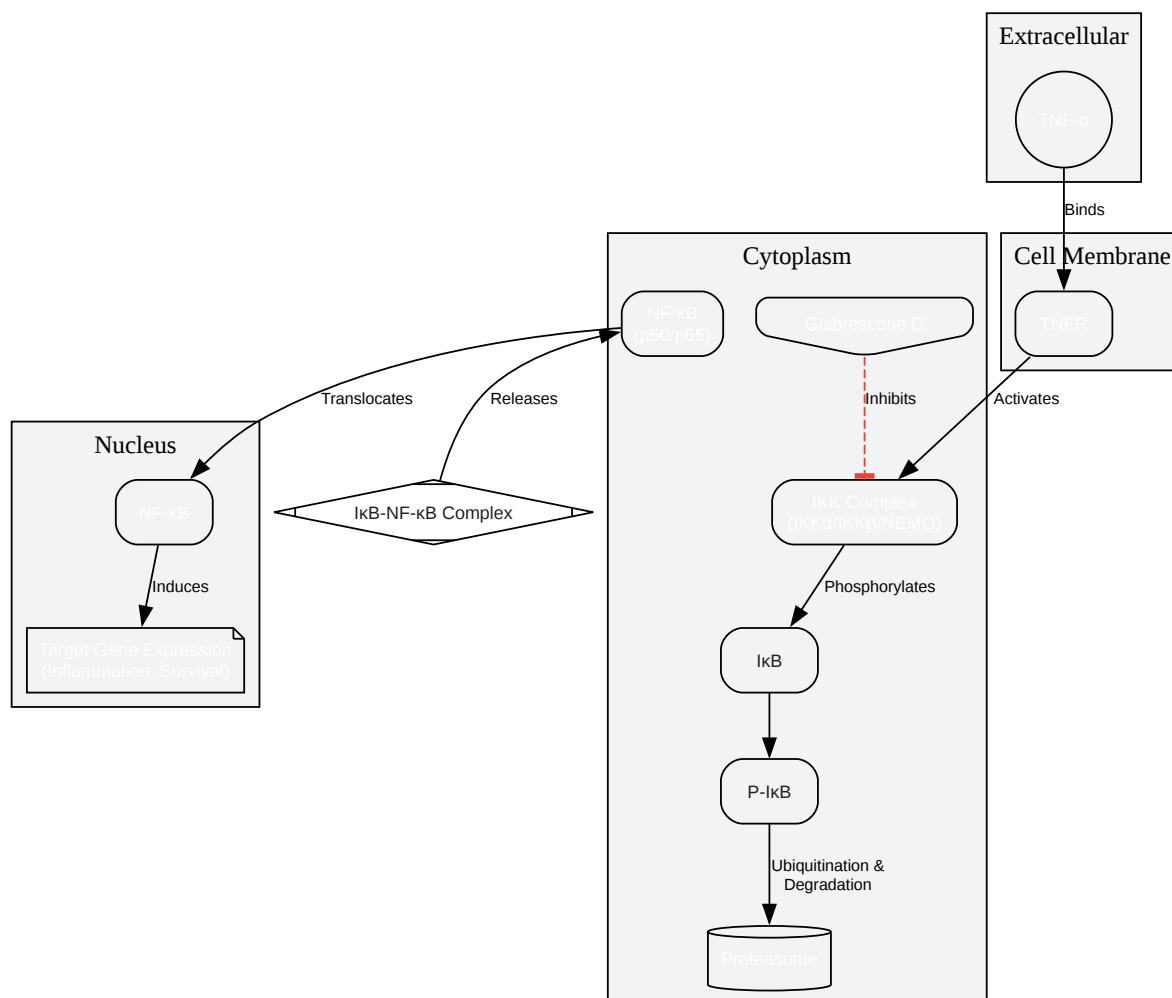 Extracellular
TNF-α
Binds
Cytoplasm
Cell Membrane
NF-κB
(p50/p65)
Glabrescone C
TNFR
Translocates
Releases
Inhibits
Activates
Nucleus
NF-κB
IκB-NF-κB Complex
IKK Complex
(IKKα/IKKβ/NEMO)
Induces
Phosphorylates
Target Gene Expression
(Inflammation, Survival)
IκB
P-IκB
Ubiquitination &
Degradation
Proteasome